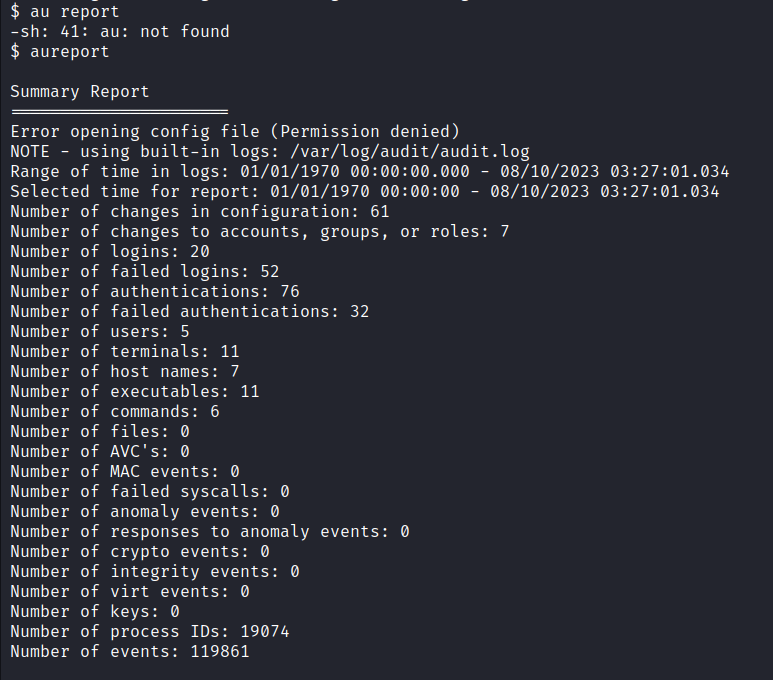 $ au report
-sh: 41: au: not found
$ aureport
Summary Report
======================
Error opening config file (Permission denied)
NOTE - using built-in logs: /var/log/audit/audit.log
Range of time in logs: 01/01/1970 00:00:00.000 - 08/10/2023 03:27:01.034
Selected time for report: 01/01/1970 00:00:00 - 08/10/2023 03:27:01.034
Number of changes in configuration: 61
Number of changes to accounts, groups, or roles: 7
Number of logins: 20
Number of failed logins: 52
Number of authentications: 76
Number of failed authentications: 32
Number of users: 5
Number of terminals: 11
Number of host names: 7
Number of executables: 11
Number of commands: 6
Number of files: 0
Number of AVC's: 0
Number of MAC events: 0
Number of failed syscalls: 0
Number of anomaly events: 0
Number of responses to anomaly events: 0
Number of crypto events: 0
Number of integrity events: 0
Number of virt events: 0
Number of keys: 0
Number of process IDs: 19074
Number of events: 119861